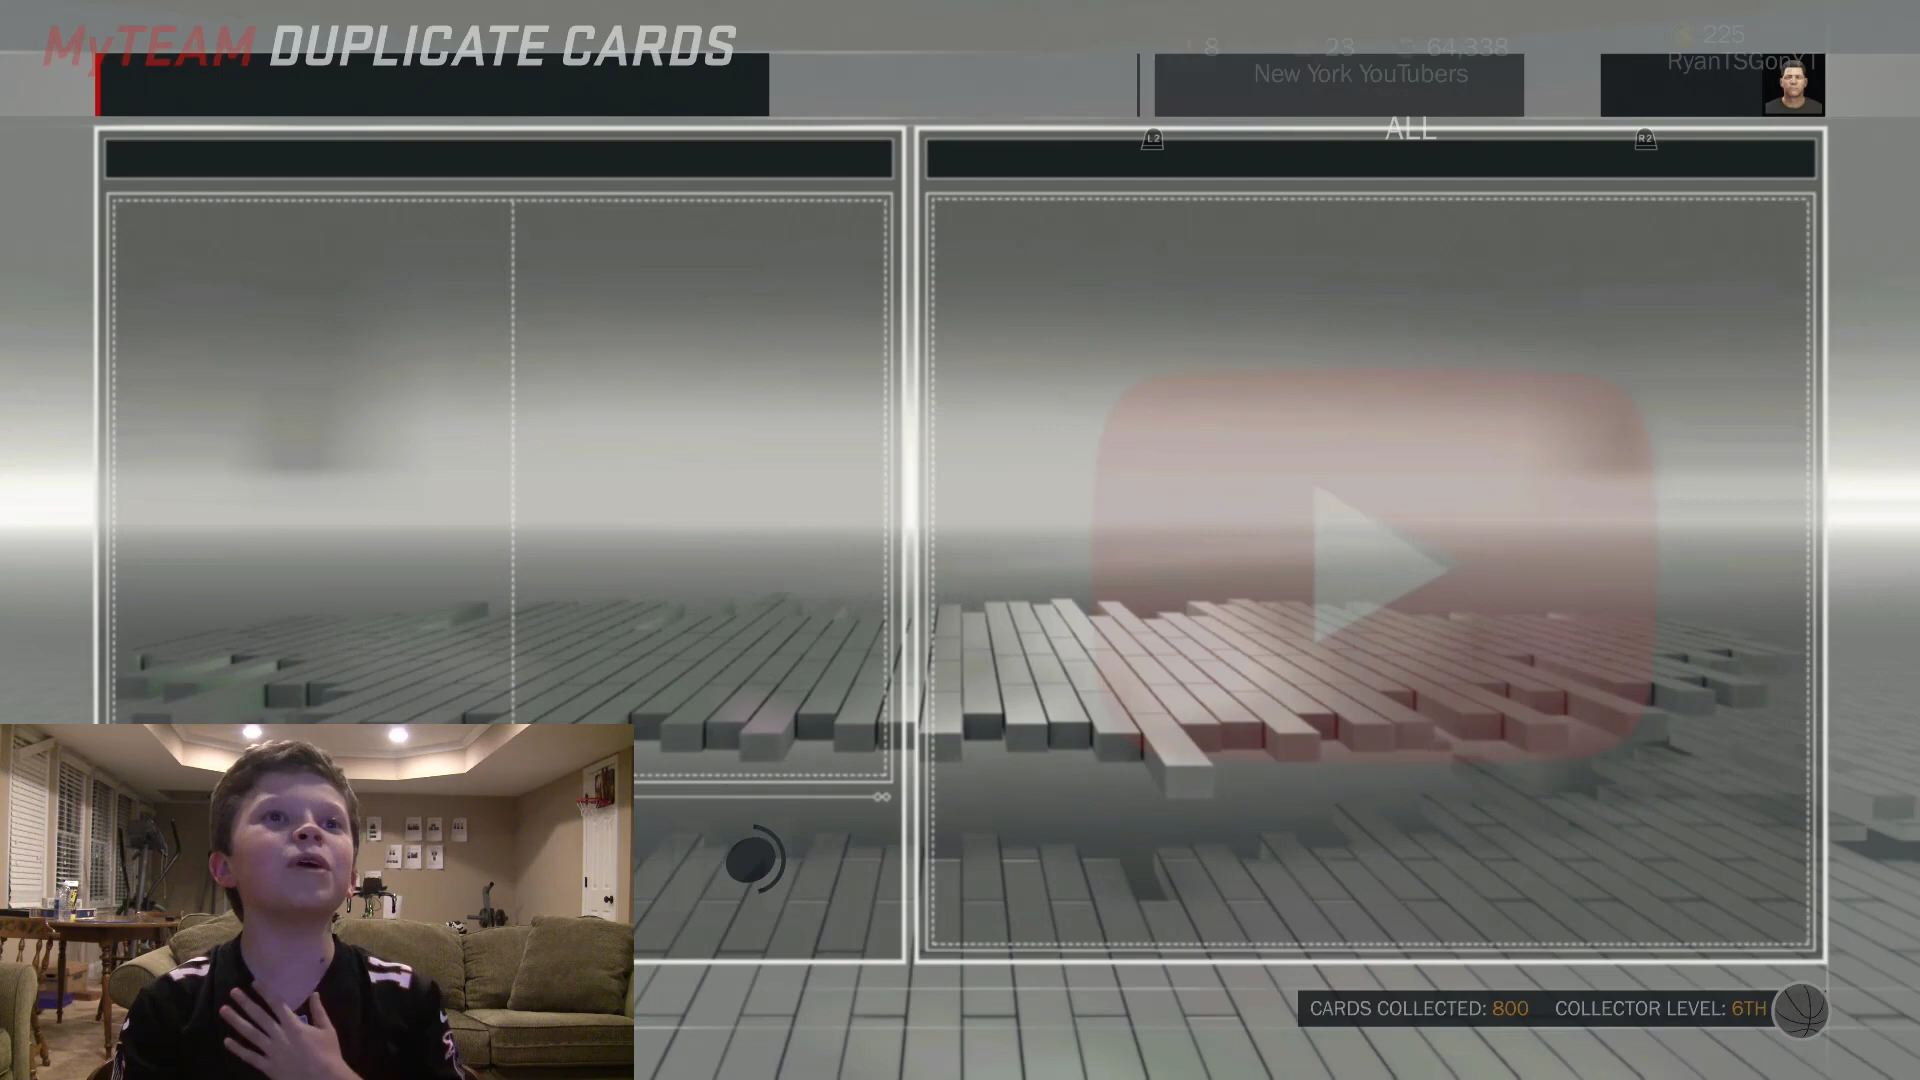 MyTEAM DUPLICATE CARDS
8 23 64,338
225
New York YouTubers
RyanTSGonYT
L2 ALL R2
CARDS COLLECTED: 800 COLLECTOR LEVEL: 6TH